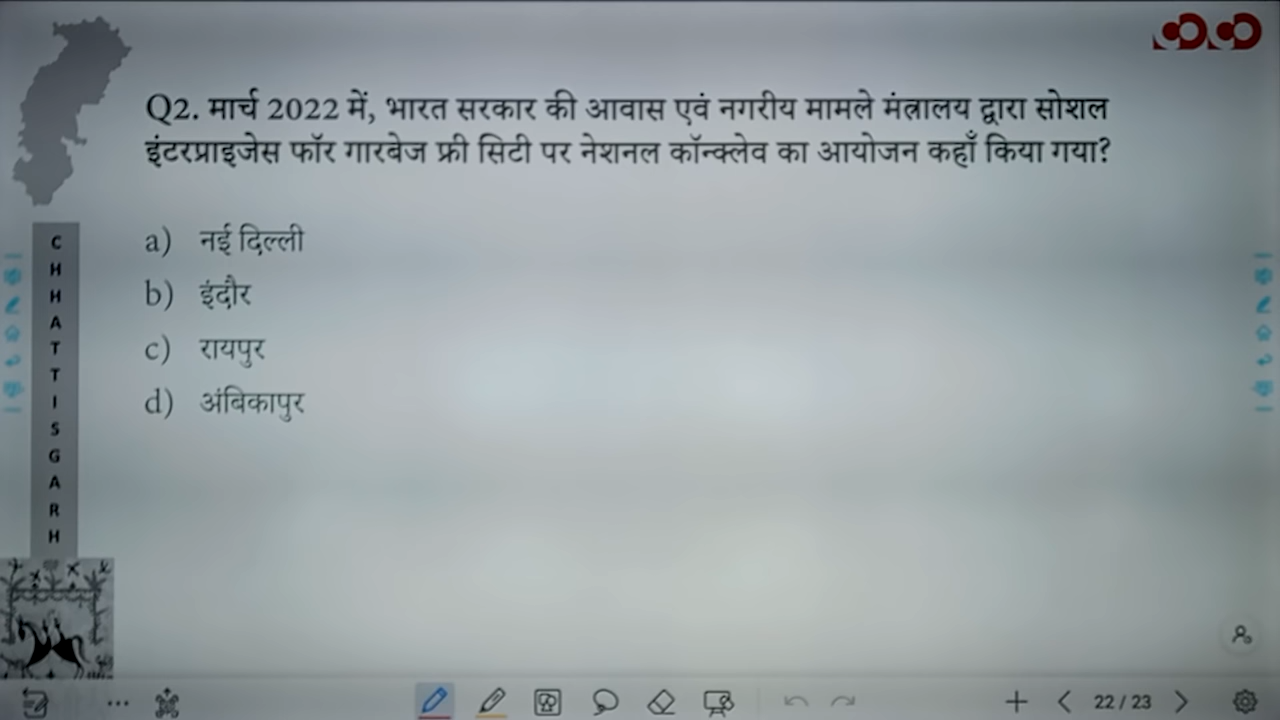 Q2. मार्च 2022 में, भारत सरकार की आवास एवं नगरीय मामले मंत्रालय द्वारा सोशल
इंटरप्राइजेस फॉर गारबेज फ्री सिटी पर नेशनल कॉन्क्लेव का आयोजन कहाँ किया गया?
a) नई दिल्ली
b) इंदौर
c) रायपुर
d) अंबिकापुर
C
H
H
A
T
T
I
S
G
A
R
H
22 / 23